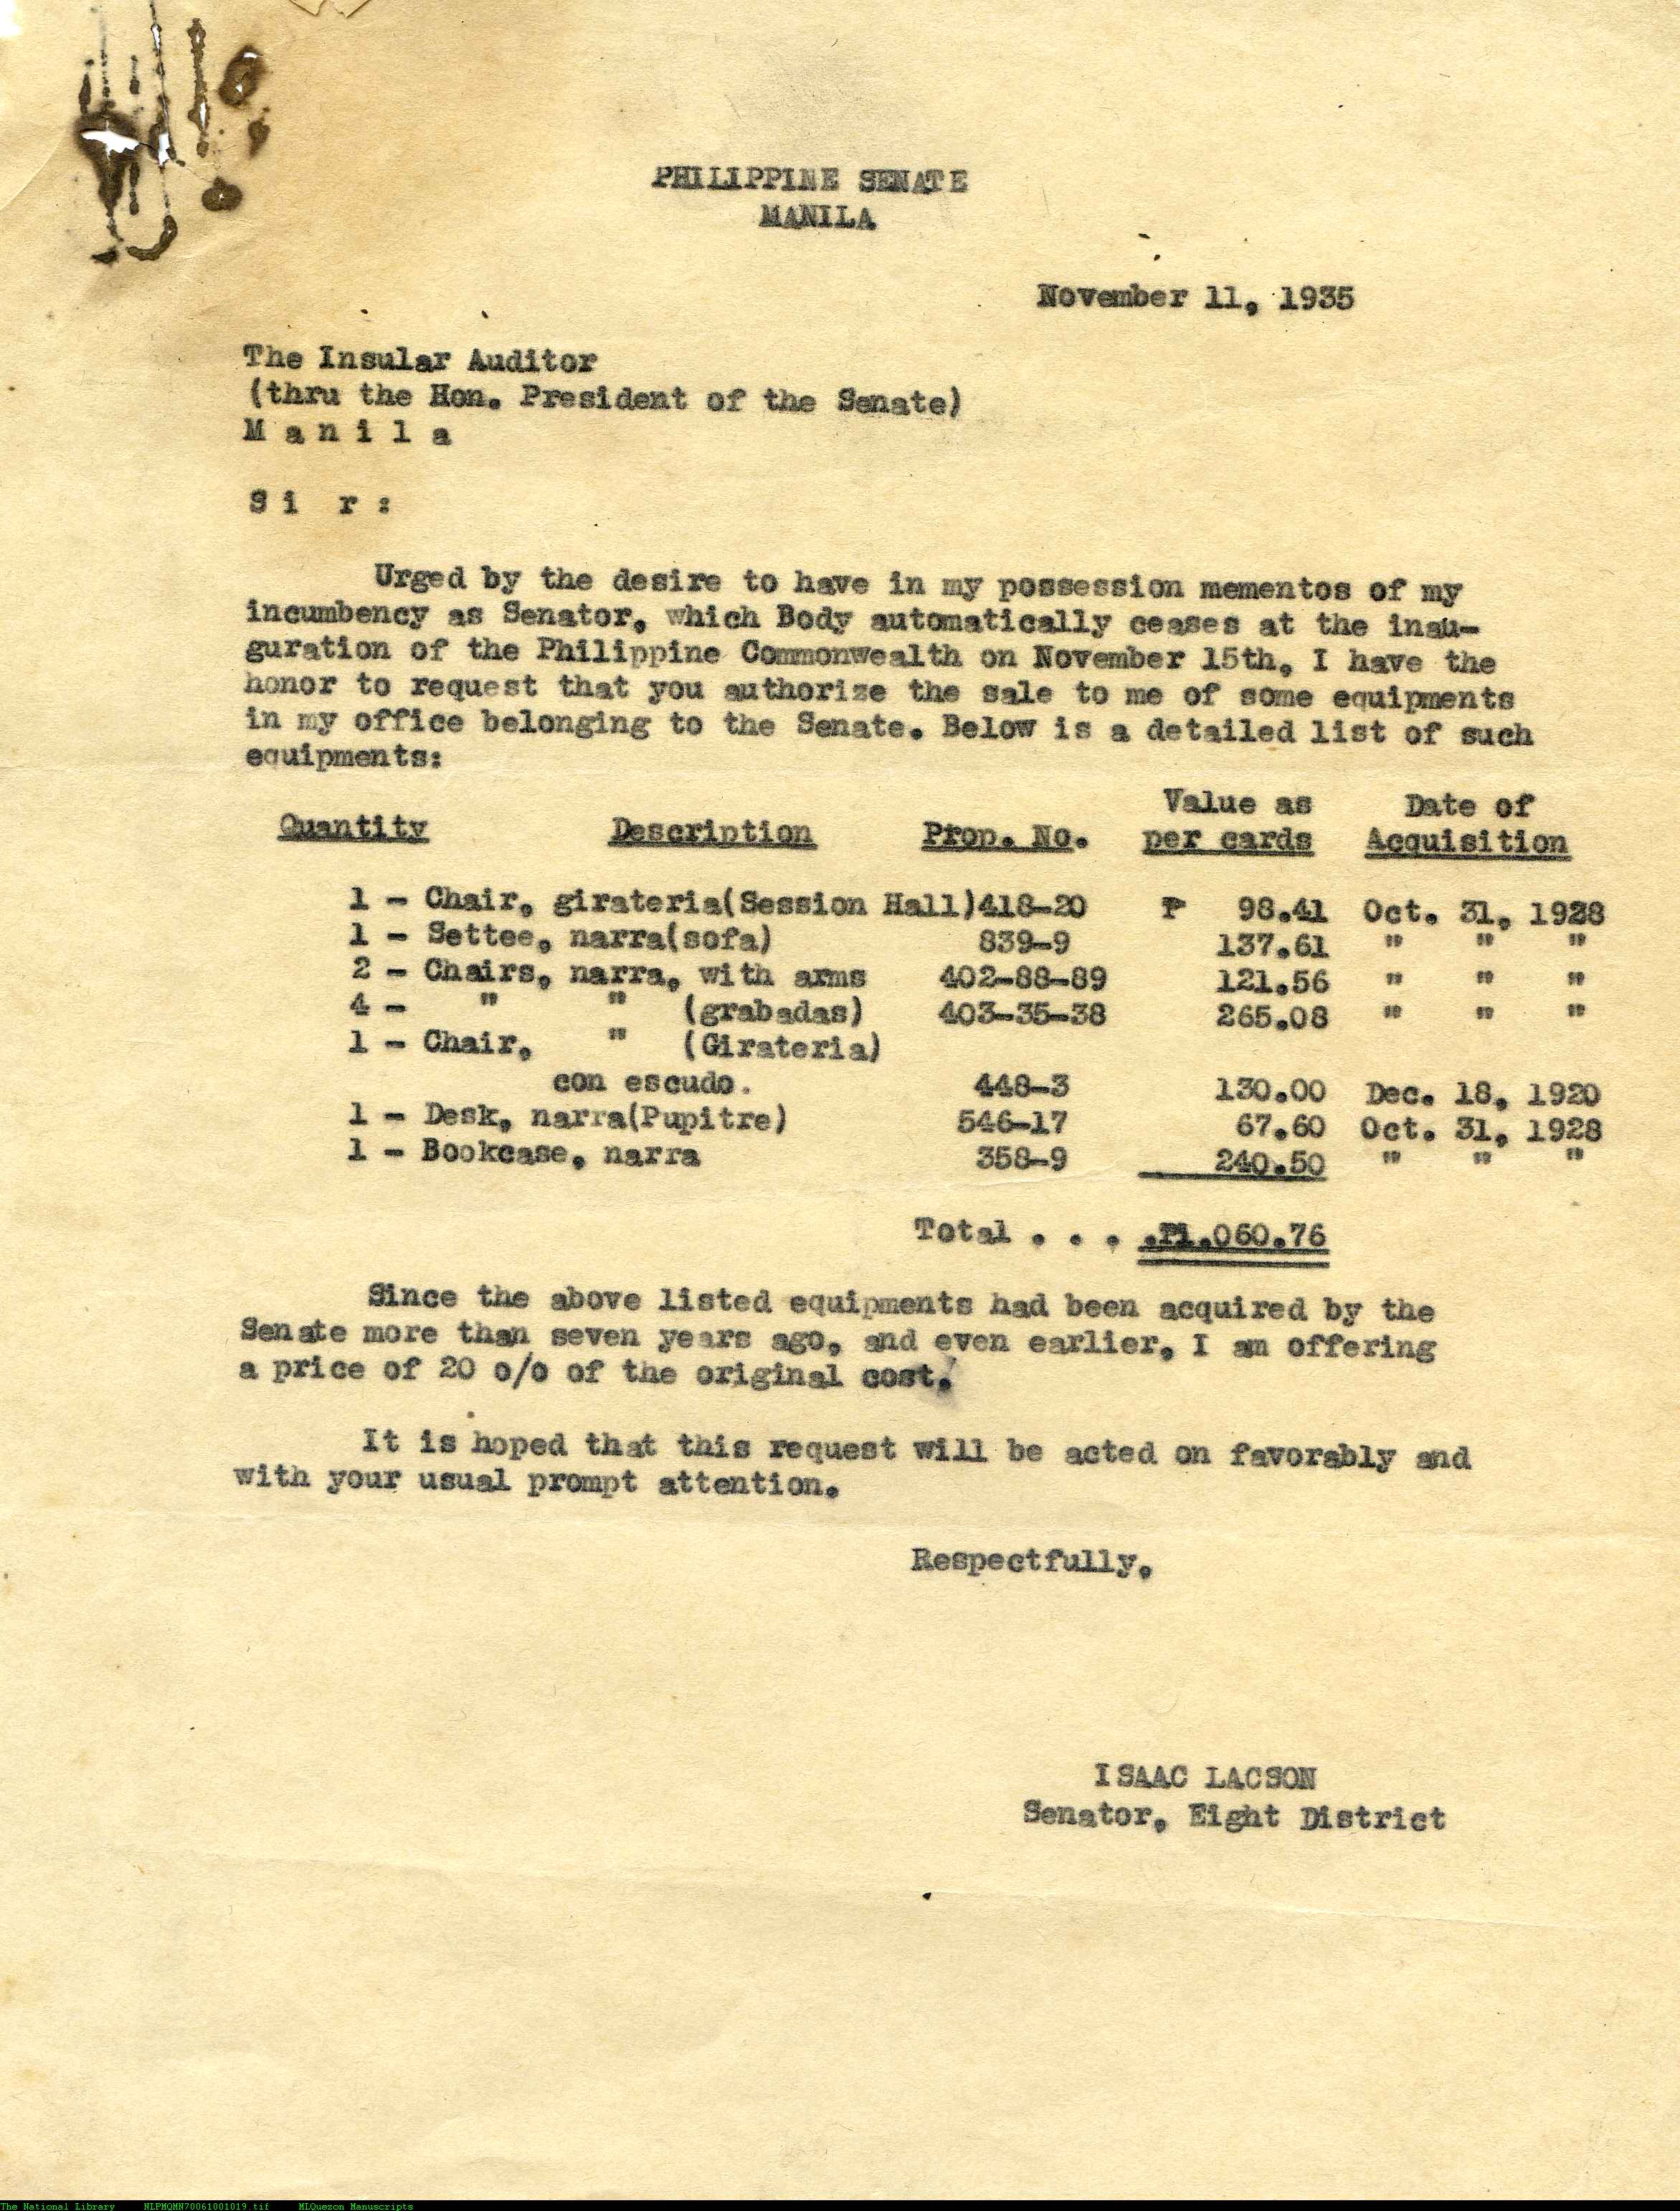 PHILIPPINE SENATE
MANILA
November 11, 1935
The Insular Auditor
(thru the Hon. President of the Senate)
M a n i l a
S i r :
Urged by the desire to have in my possession mementos of my
incumbency as Senator, which Body automatically ceases at the inau-
guration of the Philippine Commonwealth on November 15th, I have the
honor to request that you authorize the sale to me of some equipments
in my office belonging to the Senate. Below is a detailed list of such
equipments:
Quantity Description Prop. No. Value as per cards Date of Acquisition
1 - Chair, girateria(Session Hall)418-20 ₱ 98.41 Oct. 31, 1928
1 - Settee, narra(sofa) 839-9 137.61 " " "
2 - Chairs, narra, with arms 402-88-89 121.56 " " "
4 - " " (grabadas) 403-35-38 265.08 " " "
1 - Chair, " (Girateria)
con escudo. 448-3 130.00 Dec. 18, 1920
1 - Desk, narra(Pupitre) 546-17 67.60 Oct. 31, 1928
1 - Bookcase, narra 358-9 240.50 " " "
Total . . . .₱1,060.76
Since the above listed equipments had been acquired by the
Senate more than seven years ago, and even earlier, I am offering
a price of 20 o/o of the original cost.
It is hoped that this request will be acted on favorably and
with your usual prompt attention.
Respectfully,
ISAAC LACSON
Senator, Eight District
The National Library NLPMQMN70061001019.tif MLQuezon Manuscripts